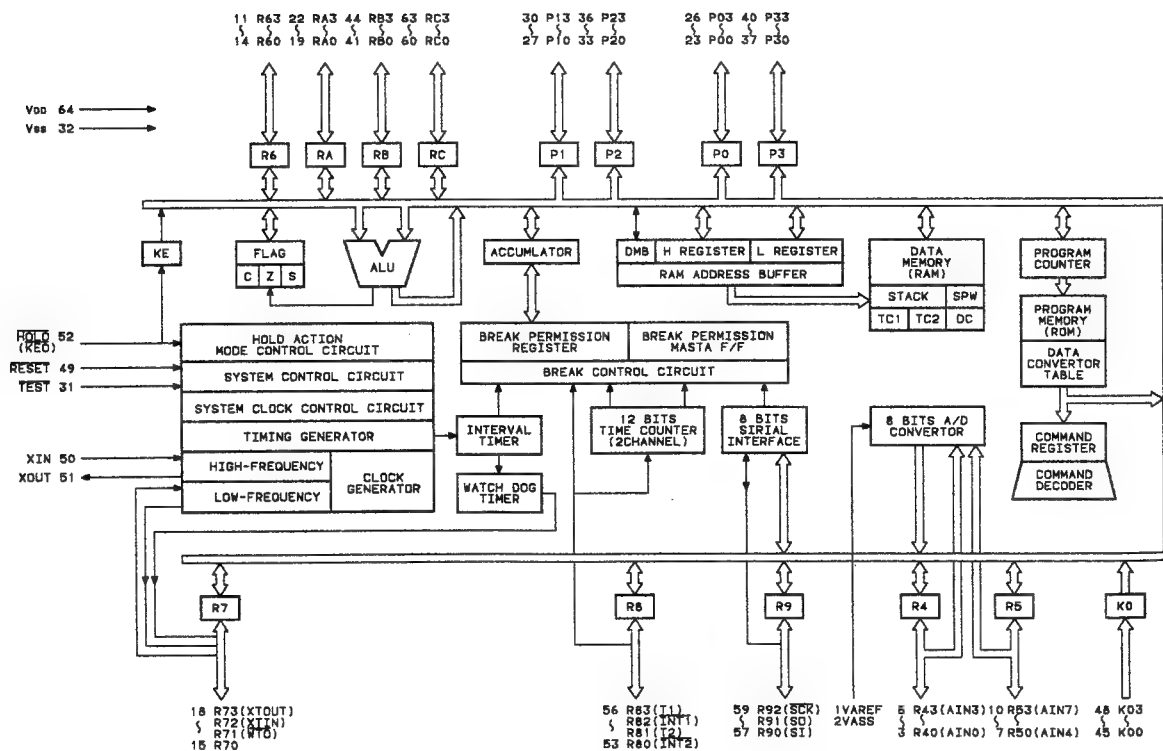 11 R63 22 RA3 44 RB3 63 RC3 30 P13 36 P23 26 P03 40 P33
14 R60 19 RA0 41 RB0 60 RC0 27 P10 33 P20 23 P00 37 P30
VDD 64
VSS 32
R6 RA RB RC P1 P2 P0 P3
KE
FLAG
C Z S
ALU
ACCUMLATOR
DMB H REGISTER L REGISTER
RAM ADDRESS BUFFER
DATA
MEMORY
(RAM)
STACK SPW
TC1 TC2 DC
PROGRAM
COUNTER
PROGRAM
MEMORY
(ROM)
DATA
CONVERTOR
TABLE
HOLD 52
(KE0)
RESET 49
TEST 31
XIN 50
XOUT 51
HOLD ACTION
MODE CONTROL CIRCUIT
SYSTEM CONTROL CIRCUIT
SYSTEM CLOCK CONTROL CIRCUIT
TIMING GENERATOR
HIGH-FREQUENCY
LOW-FREQUENCY
CLOCK
GENERATOR
BREAK PERMISSION
REGISTER
BREAK PERMISSION
MASTA F/F
BREAK CONTROL CIRCUIT
INTERVAL
TIMER
WATCH DOG
TIMER
12 BITS
TIME COUNTER
(2CHANNEL)
8 BITS
SIRIAL
INTERFACE
8 BITS A/D
CONVERTOR
COMMAND
REGISTER
COMMAND
DECODER
R7 R8 R9 R4 R5 K0
18 R73(XTOUT)
R72(XTIN)
R71(WTO)
15 R70
56 R83(T1)
R82(INT1)
R81(T2)
53 R80(INT2)
59 R92(SCK)
R91(SO)
57 R90(SI)
1VAREF
2VASS
6 R43(AIN3)
3 R40(AIN0)
10 R53(AIN7)
7 R50(AIN4)
48 K03
45 K00